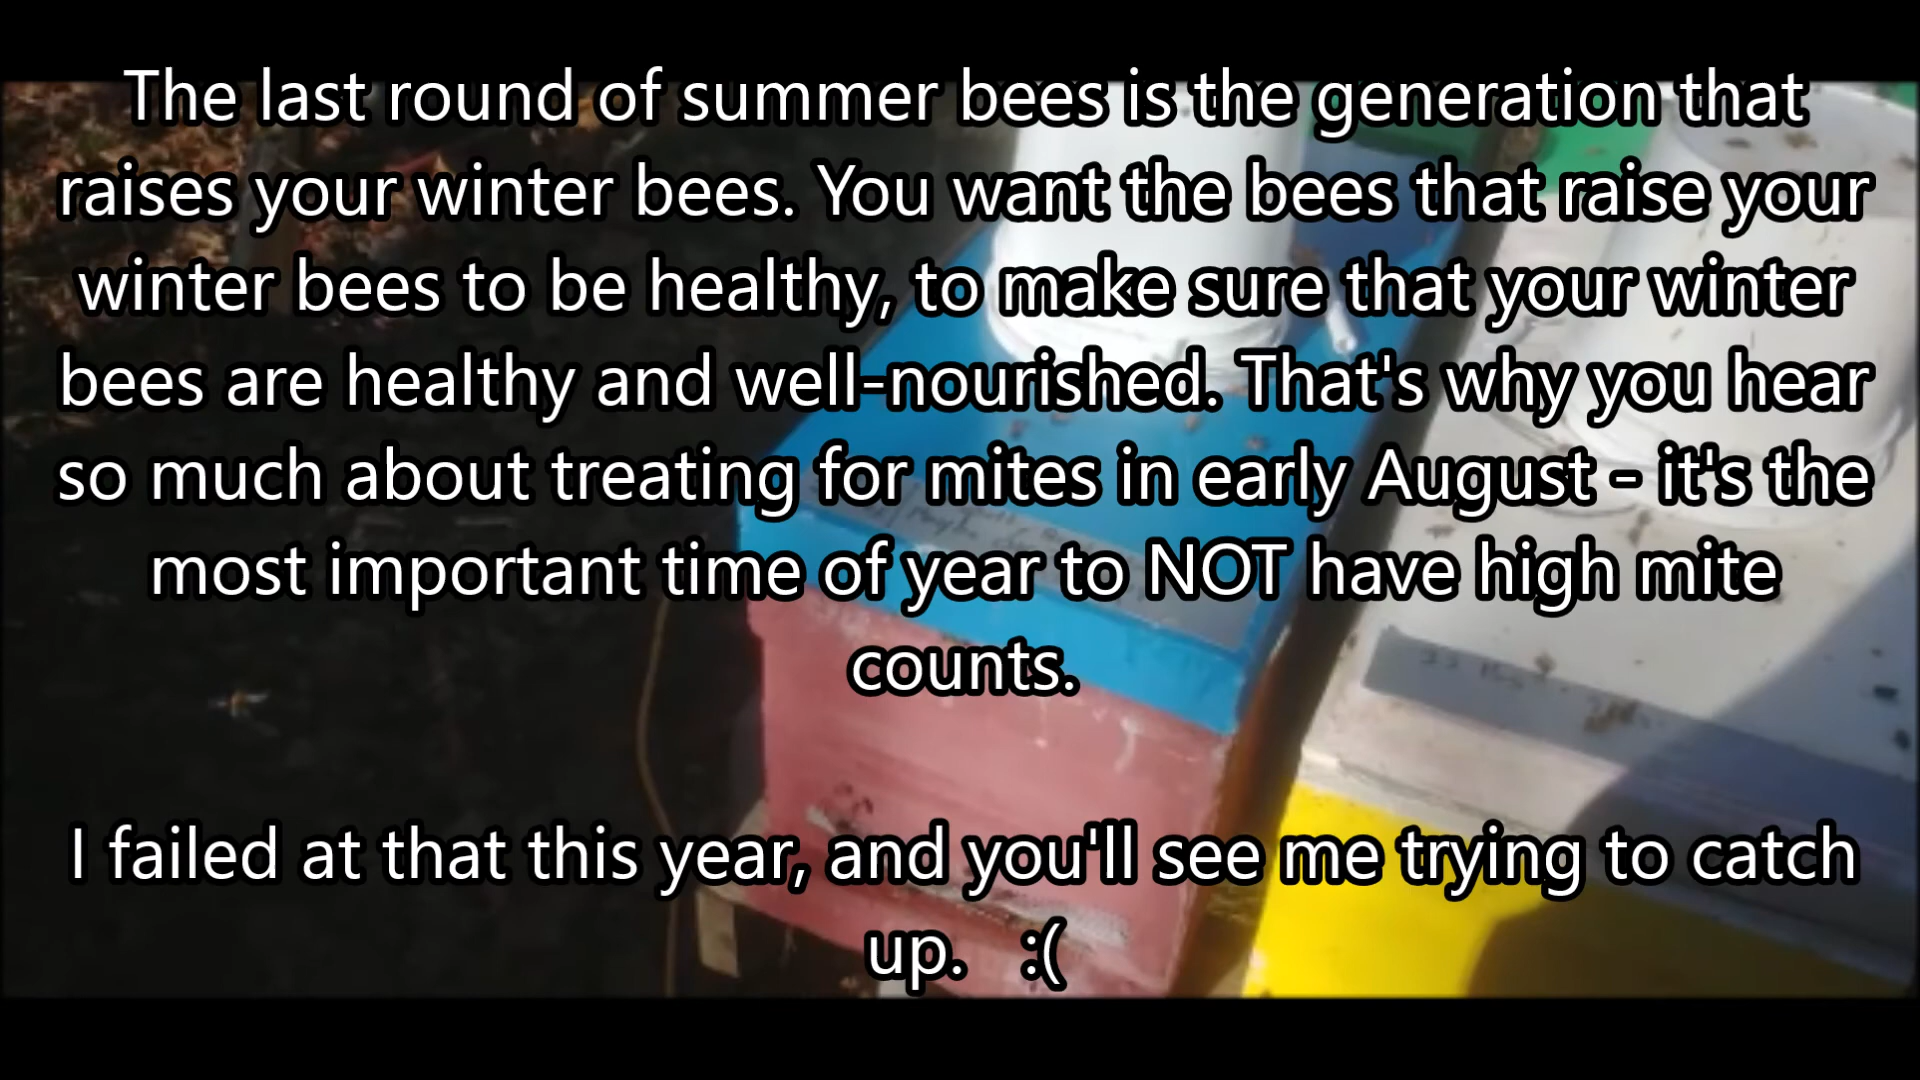 The last round of summer bees is the generation that
raises your winter bees. You want the bees that raise your
winter bees to be healthy, to make sure that your winter
bees are healthy and well-nourished. That's why you hear
so much about treating for mites in early August - it's the
most important time of year to NOT have high mite
counts.
I failed at that this year, and you'll see me trying to catch
up. :(